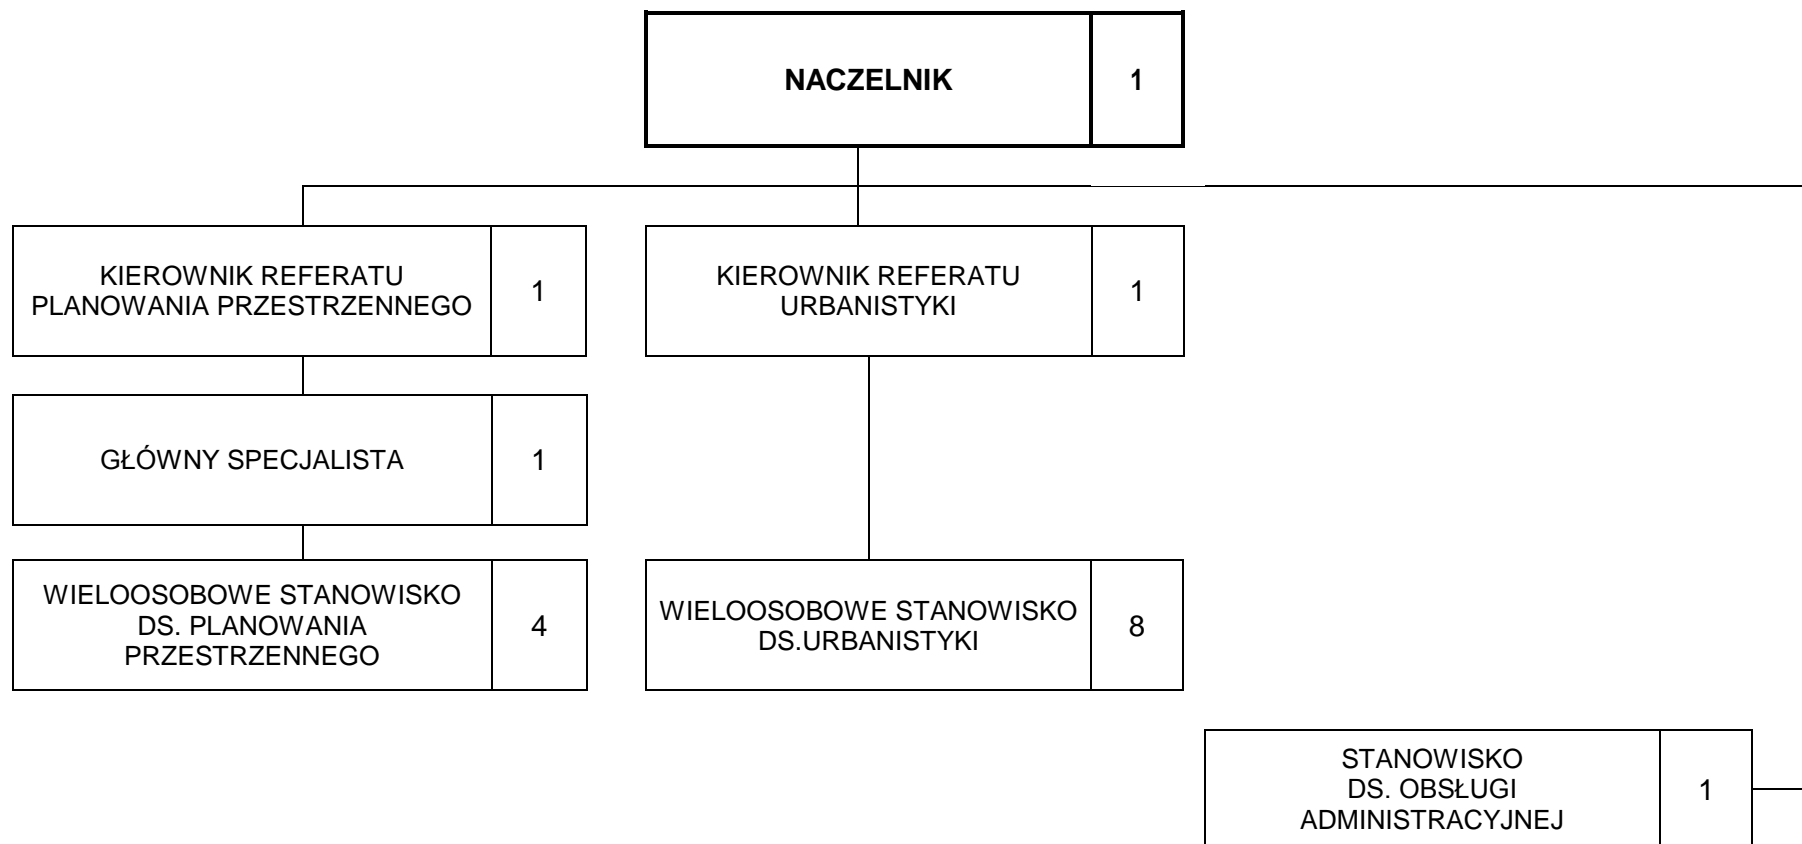 NACZELNIK 1
KIEROWNIK REFERATU
PLANOWANIA PRZESTRZENNEGO
1
KIEROWNIK REFERATU
URBANISTYKI
1
GŁÓWNY SPECJALISTA 1
WIELOOSOBOWE STANOWISKO
DS. PLANOWANIA
PRZESTRZENNEGO
4
WIELOOSOBOWE STANOWISKO
DS.URBANISTYKI
8
STANOWISKO
DS. OBSŁUGI
ADMINISTRACYJNEJ
1